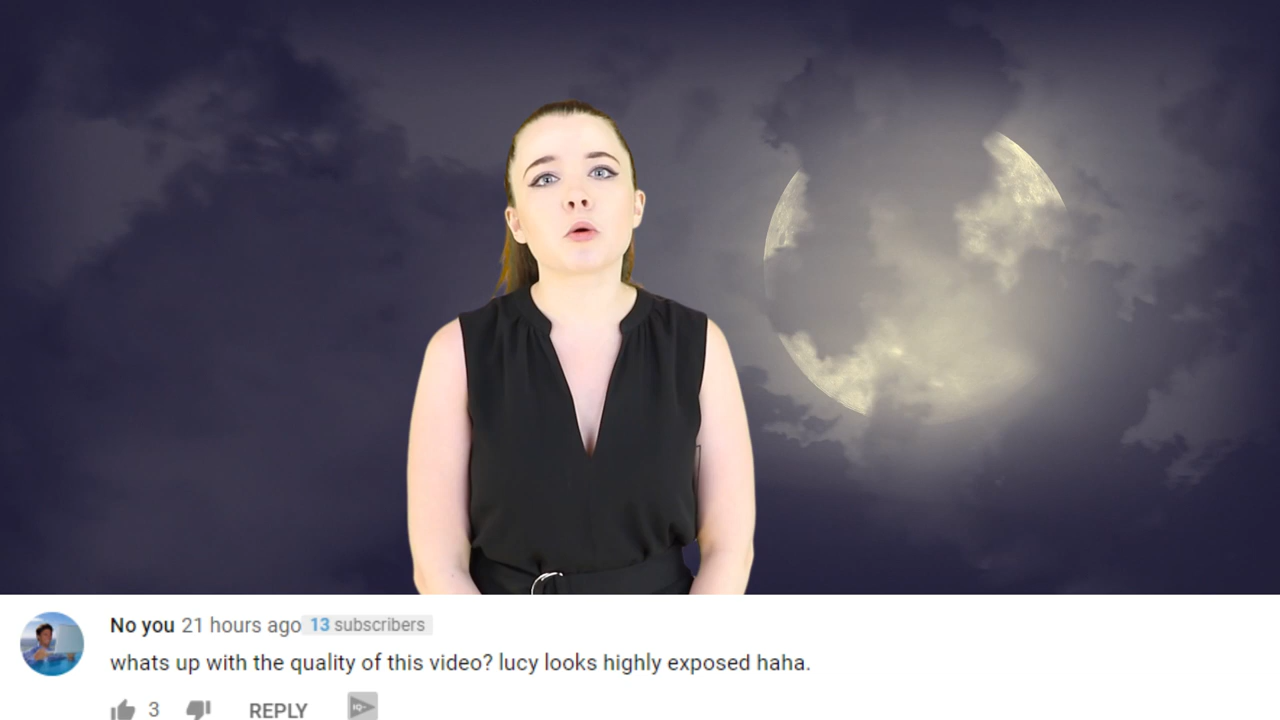 No you 21 hours ago 13 subscribers
whats up with the quality of this video? lucy looks highly exposed haha.
3 REPLY IQ